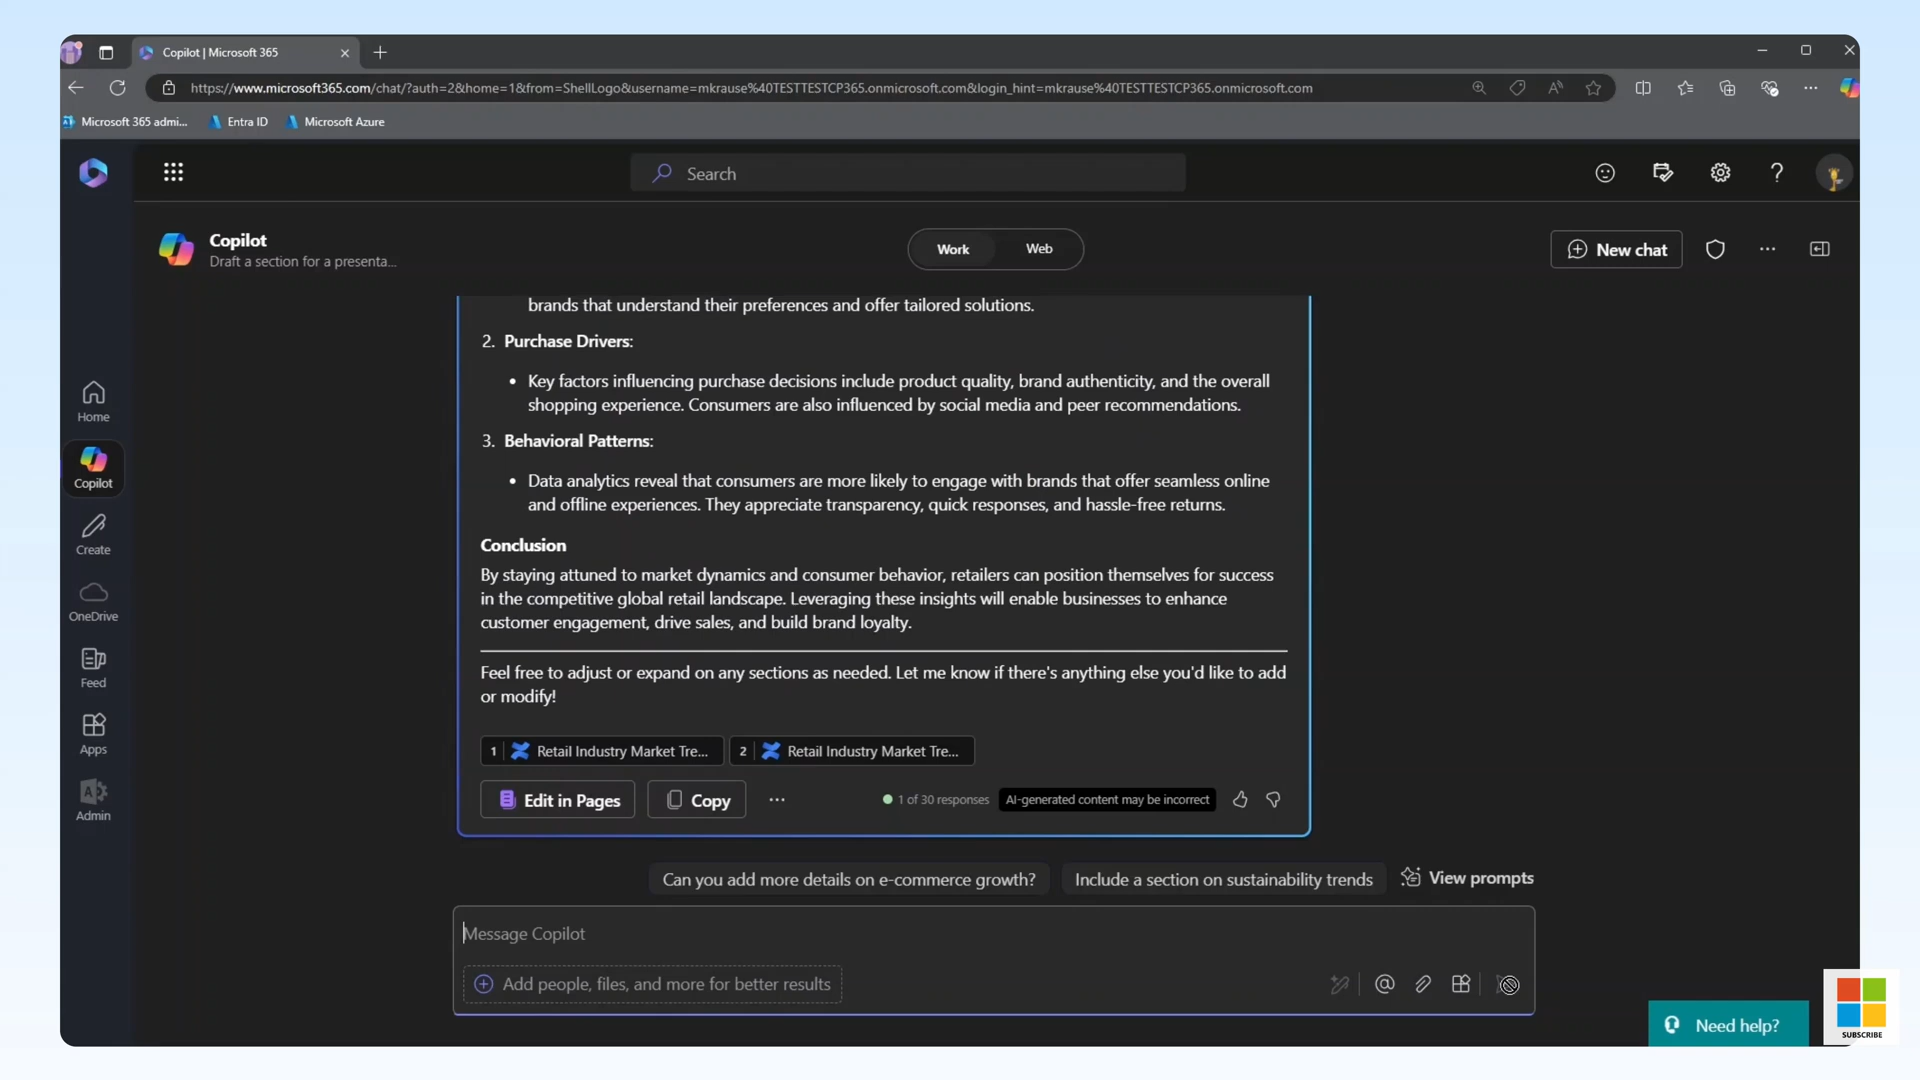 Copilot | Microsoft 365
https://www.microsoft365.com/chat/?auth=2&home=1&from=ShellLogo&username=mkrause%40TESTTESTCP365.onmicrosoft.com&login_hint=mkrause%40TESTTESTCP365.onmicrosoft.com
Microsoft 365 admi...
Entra ID
Microsoft Azure
Search
Copilot
Draft a section for a presenta...
Work
Web
New chat
Home
Copilot
Create
OneDrive
Feed
Apps
Admin
brands that understand their preferences and offer tailored solutions.
2. Purchase Drivers:
• Key factors influencing purchase decisions include product quality, brand authenticity, and the overall
shopping experience. Consumers are also influenced by social media and peer recommendations.
3. Behavioral Patterns:
• Data analytics reveal that consumers are more likely to engage with brands that offer seamless online
and offline experiences. They appreciate transparency, quick responses, and hassle-free returns.
Conclusion
By staying attuned to market dynamics and consumer behavior, retailers can position themselves for success
in the competitive global retail landscape. Leveraging these insights will enable businesses to enhance
customer engagement, drive sales, and build brand loyalty.
Feel free to adjust or expand on any sections as needed. Let me know if there's anything else you'd like to add
or modify!
1 Retail Industry Market Tre...
2 Retail Industry Market Tre...
Edit in Pages
Copy
1 of 30 responses
AI-generated content may be incorrect
Can you add more details on e-commerce growth?
Include a section on sustainability trends
View prompts
Message Copilot
Add people, files, and more for better results
Need help?
SUBSCRIBE